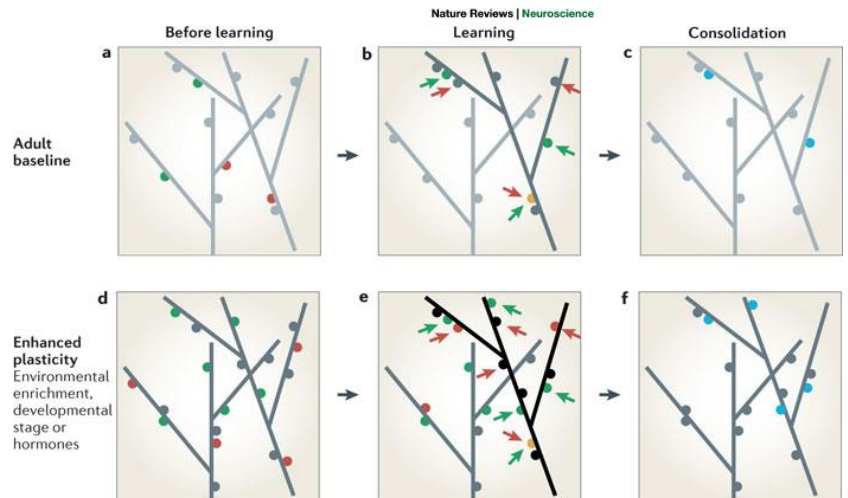 Nature Reviews | Neuroscience
Before learning
Learning
Consolidation
a
b
c
Adult
baseline
d
e
f
Enhanced
plasticity
Environmental
enrichment,
developmental
stage or
hormones